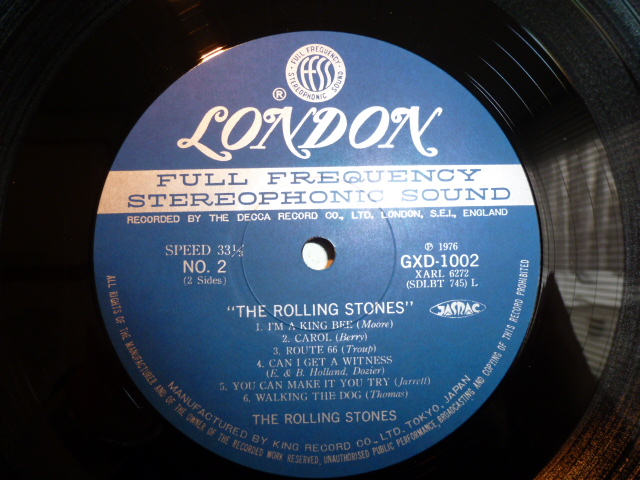 FULL FREQUENCY
ffss
STEREOPHONIC SOUND
®
LONDON
FULL FREQUENCY
STEREOPHONIC SOUND
RECORDED BY THE DECCA RECORD CO., LTD. LONDON, S.E.I., ENGLAND
SPEED 33⅓
NO. 2
(2 Sides)
℗ 1976
GXD-1002
XARL 6272
(SDLBT 745) L
JASRAC
"THE ROLLING STONES"
1. I'M A KING BEE (Moore)
2. CAROL (Berry)
3. ROUTE 66 (Troup)
4. CAN I GET A WITNESS
(E. & B. Holland, Dozier)
5. YOU CAN MAKE IT YOU TRY (Jarrett)
6. WALKING THE DOG (Thomas)
THE ROLLING STONES
MANUFACTURED BY KING RECORD CO., LTD. TOKYO, JAPAN
ALL RIGHTS OF THE MANUFACTURER AND OF THE OWNER OF THE RECORDED WORK RESERVED, UNAUTHORISED PUBLIC PERFORMANCE, BROADCASTING AND COPYING OF THIS RECORD PROHIBITED